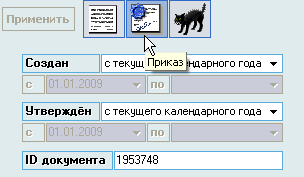 Применить
Приказ
Создан с текущего календарного года
с 01.01.2009 по
Утверждён с текущего календарного года
с 01.01.2009 по
ID документа 1953748